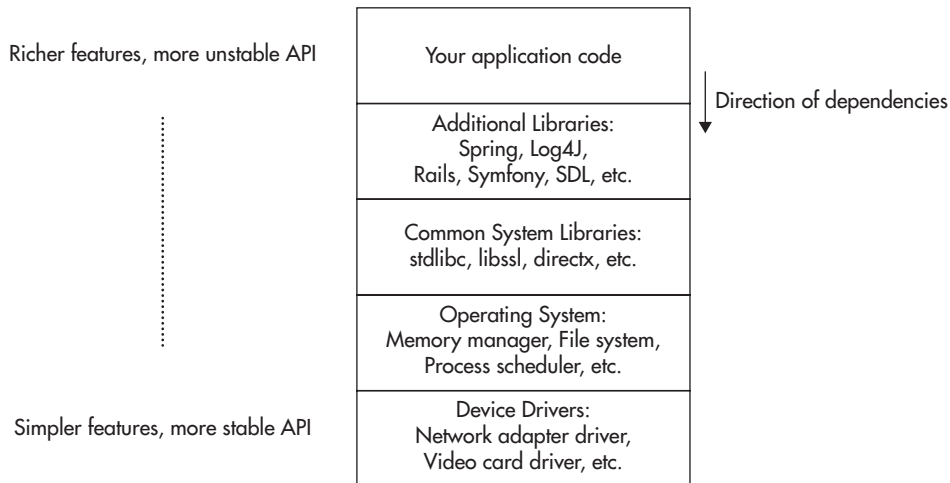 Richer features, more unstable API
Your application code
Direction of dependencies
Additional Libraries:
Spring, Log4J,
Rails, Symfony, SDL, etc.
Common System Libraries:
stdlibc, libssl, directx, etc.
Operating System:
Memory manager, File system,
Process scheduler, etc.
Simpler features, more stable API
Device Drivers:
Network adapter driver,
Video card driver, etc.